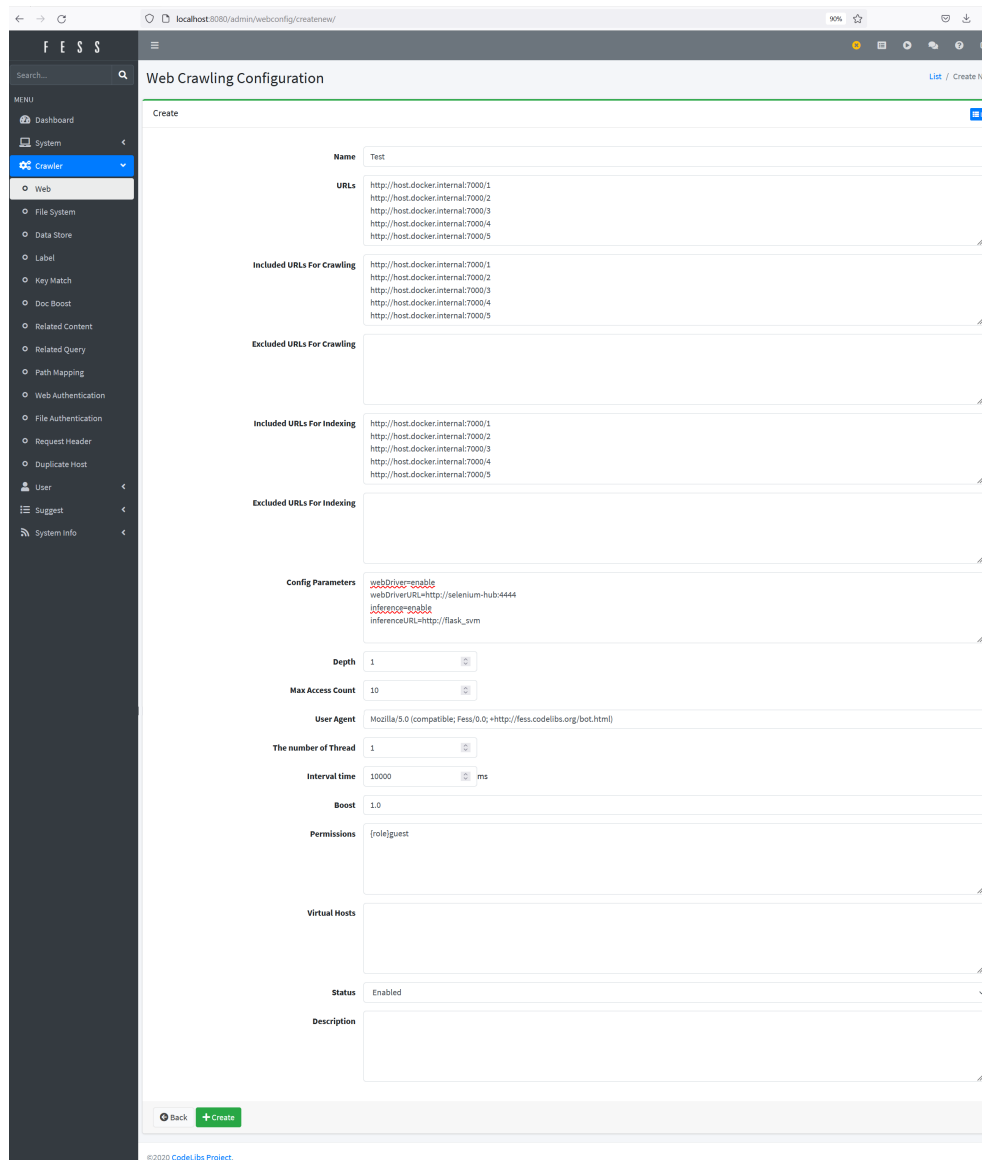 localhost:8080/admin/webconfig/createnew/
90%
FESS
Search...
Web Crawling Configuration
List / Create N
MENU
Dashboard
System
Crawler
Web
File System
Data Store
Label
Key Match
Doc Boost
Related Content
Related Query
Path Mapping
Web Authentication
File Authentication
Request Header
Duplicate Host
User
Suggest
System Info
Create
Name
Test
URLs
http://host.docker.internal:7000/1
http://host.docker.internal:7000/2
http://host.docker.internal:7000/3
http://host.docker.internal:7000/4
http://host.docker.internal:7000/5
Included URLs For Crawling
http://host.docker.internal:7000/1
http://host.docker.internal:7000/2
http://host.docker.internal:7000/3
http://host.docker.internal:7000/4
http://host.docker.internal:7000/5
Excluded URLs For Crawling
Included URLs For Indexing
http://host.docker.internal:7000/1
http://host.docker.internal:7000/2
http://host.docker.internal:7000/3
http://host.docker.internal:7000/4
http://host.docker.internal:7000/5
Excluded URLs For Indexing
Config Parameters
webDriver=enable
webDriverURL=http://selenium-hub:4444
inference=enable
inferenceURL=http://flask_svm
Depth
1
Max Access Count
10
User Agent
Mozilla/5.0 (compatible; Fess/0.0; +http://fess.codelibs.org/bot.html)
The number of Thread
1
Interval time
10000 ms
Boost
1.0
Permissions
{role}guest
Virtual Hosts
Status
Enabled
Description
Back
Create
©2020 CodeLibs Project.